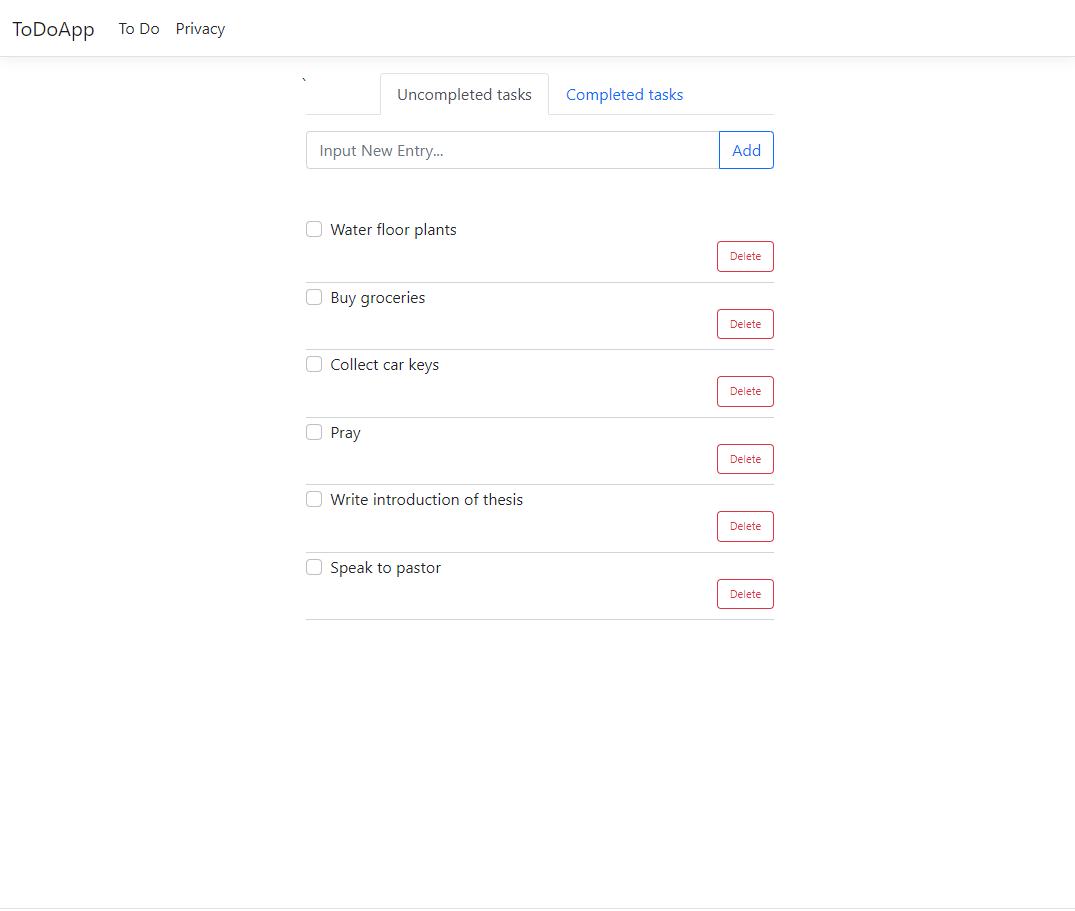 ToDoApp To Do Privacy
` Uncompleted tasks Completed tasks
Input New Entry... Add
Water floor plants
Delete
Buy groceries
Delete
Collect car keys
Delete
Pray
Delete
Write introduction of thesis
Delete
Speak to pastor
Delete